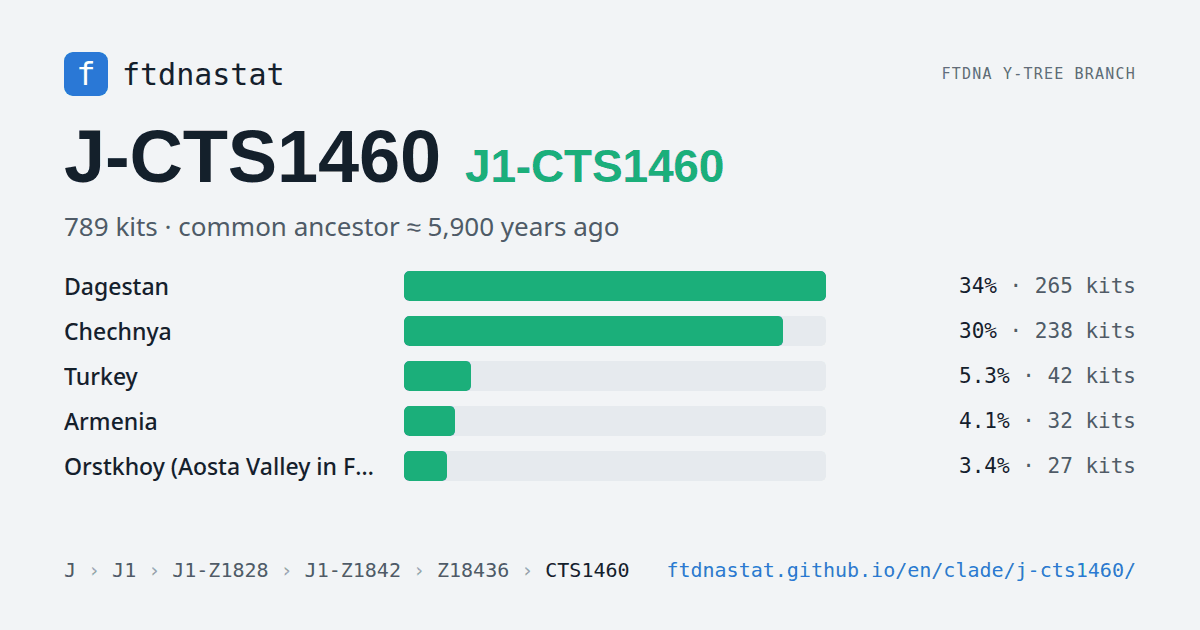 f ftdnastat
FTDNA Y-TREE BRANCH
J-CTS1460 J1-CTS1460
789 kits · common ancestor ≈ 5,900 years ago
Dagestan 34% · 265 kits
Chechnya 30% · 238 kits
Turkey 5.3% · 42 kits
Armenia 4.1% · 32 kits
Orstkhoy (Aosta Valley in F... 3.4% · 27 kits
J › J1 › J1-Z1828 › J1-Z1842 › Z18436 › CTS1460 ftdnastat.github.io/en/clade/j-cts1460/